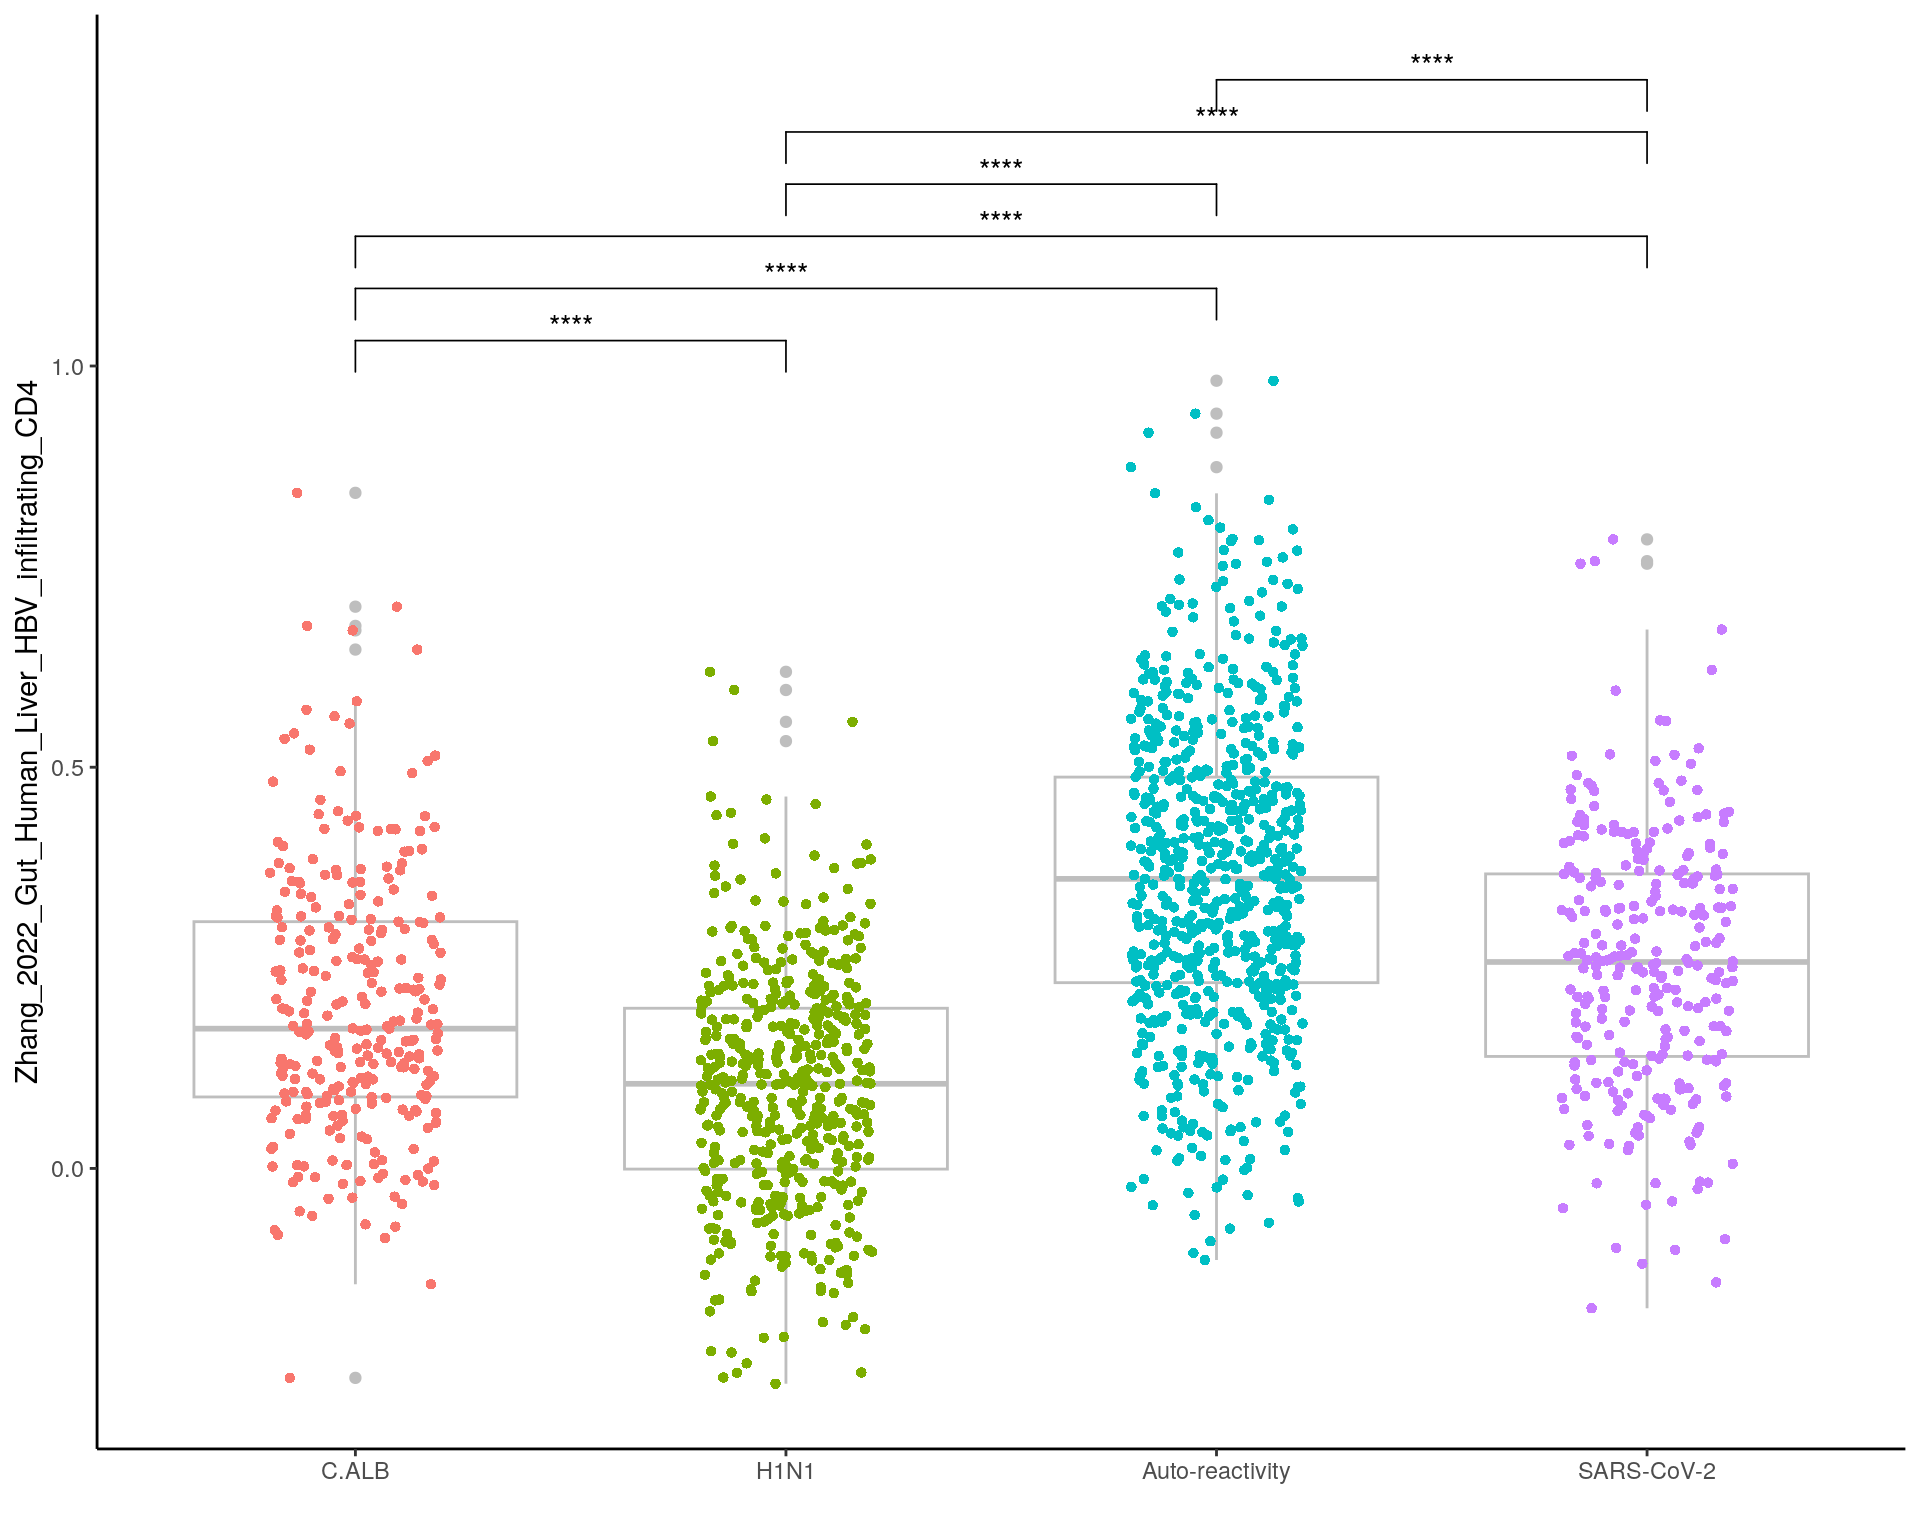 ****
****
****
****
****
****
1.0
0.5
0.0
Zhang_2022_Gut_Human_Liver_HBV_infiltrating_CD4
C.ALB
H1N1
Auto-reactivity
SARS-CoV-2